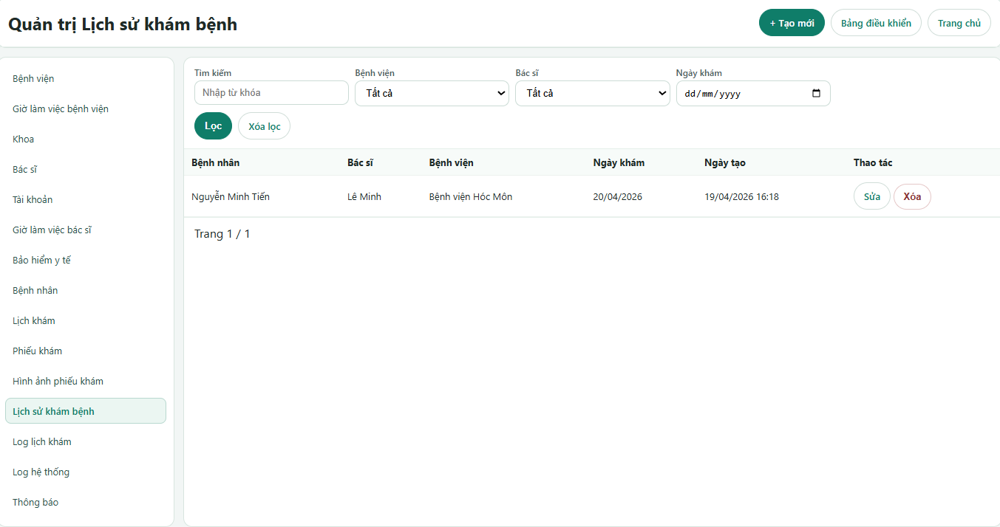 Quản trị Lịch sử khám bệnh
+ Tạo mới
Bảng điều khiển
Trang chủ
Bệnh viện
Giờ làm việc bệnh viện
Khoa
Bác sĩ
Tài khoản
Giờ làm việc bác sĩ
Bảo hiểm y tế
Bệnh nhân
Lịch khám
Phiếu khám
Hình ảnh phiếu khám
Lịch sử khám bệnh
Log lịch khám
Log hệ thống
Thông báo
Tìm kiếm Bệnh viện Bác sĩ Ngày khám
Nhập từ khóa Tất cả Tất cả dd/mm/yyyy
Lọc Xóa lọc
Bệnh nhân Bác sĩ Bệnh viện Ngày khám Ngày tạo Thao tác
Nguyễn Minh Tiến Lê Minh Bệnh viện Hóc Môn 20/04/2026 19/04/2026 16:18 Sửa Xóa
Trang 1 / 1